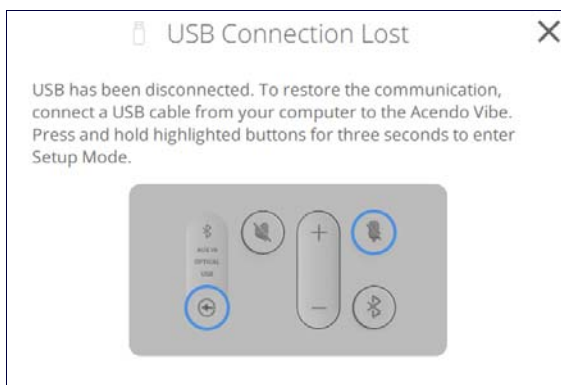 USB Connection Lost
USB has been disconnected. To restore the communication,
connect a USB cable from your computer to the Acendo Vibe.
Press and hold highlighted buttons for three seconds to enter
Setup Mode.
AUX IN
OPTICAL
USB